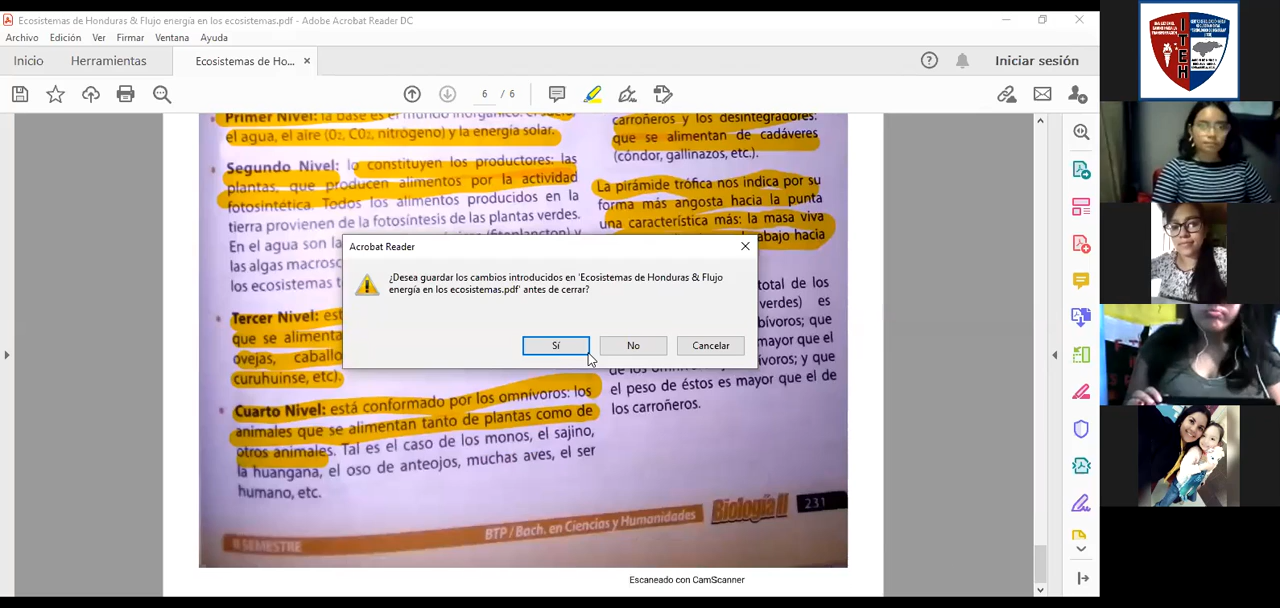 Ecosistemas de Honduras & Flujo energía en los ecosistemas.pdf - Adobe Acrobat Reader DC
Archivo Edición Ver Firmar Ventana Ayuda
Inicio Herramientas Ecosistemas de Ho... × Iniciar sesión
6 / 6
Primer Nivel: la base es el mundo inorgánico: el suelo
el agua, el aire (O2, CO2, nitrógeno) y la energía solar.
Segundo Nivel: lo constituyen los productores: las
plantas, que producen alimentos por la actividad
fotosintética. Todos los alimentos producidos en la
tierra provienen de la fotosíntesis de las plantas verdes.
En el agua son la
las algas macrosc
los ecosistemas t
Tercer Nivel: est
que se alimenta
ovejas, caballo
curuhuinse, etc).
Cuarto Nivel: está conformado por los omnívoros: los
animales que se alimentan tanto de plantas como de
otros animales. Tal es el caso de los monos, el sajino,
la huangana, el oso de anteojos, muchas aves, el ser
humano, etc.
carroñeros y los desintegradores:
que se alimentan de cadáveres
(cóndor, gallinazos, etc.).
La pirámide trófica nos indica por su
forma más angosta hacia la punta
una característica más: la masa viva
abajo hacia
total de los
verdes) es
bívoros; que
mayor que el
de los omnívoros; y que
el peso de éstos es mayor que el de
los carroñeros.
Acrobat Reader
¿Desea guardar los cambios introducidos en 'Ecosistemas de Honduras & Flujo
energía en los ecosistemas.pdf' antes de cerrar?
Sí No Cancelar
II SEMESTRE BTP / Bach. en Ciencias y Humanidades Biología II 231
Escaneado con CamScanner
ITEH